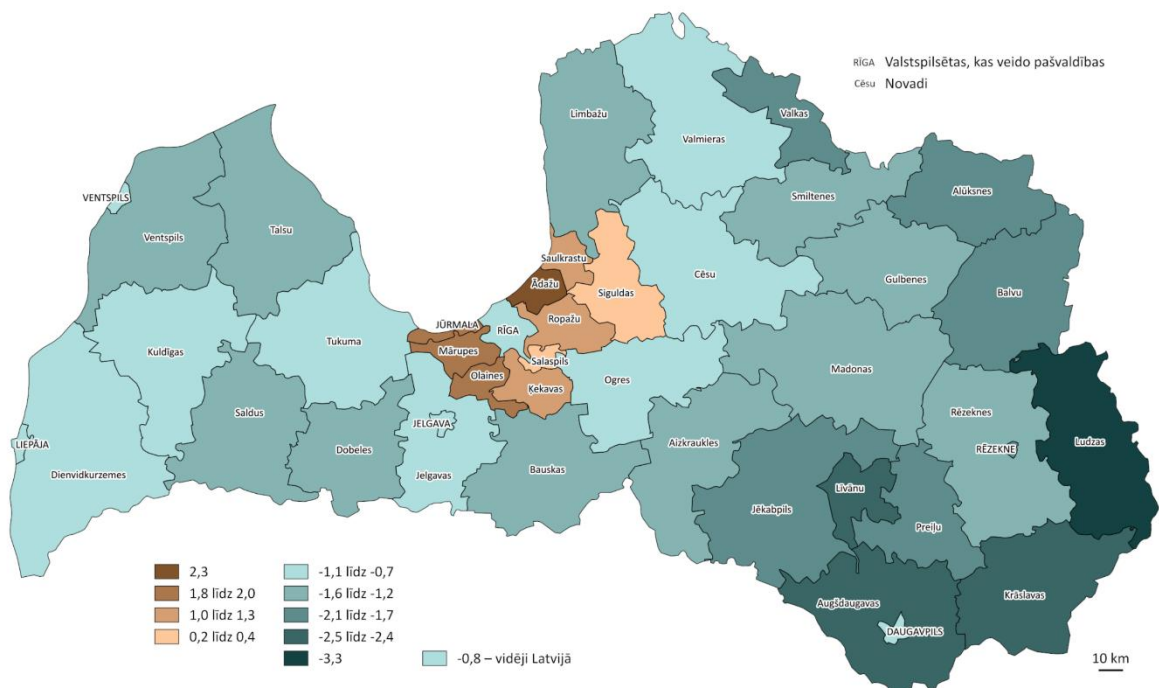 RĪGA Valstspilsētas, kas veido pašvaldības
Cēsu Novadi
Limbažu
Valmieras
Valkas
Smiltenes
Alūksnes
VENTSPILS
Ventspils
Talsu
Saulkrastu
Ādažu
Siguldas
Cēsu
Gulbenes
Balvu
Kuldīgas
Tukuma
JŪRMALA
RĪGA
Ropažu
Mārupes
Salaspils
Olaines
Ķekavas
Ogres
Madonas
Saldus
Rēzeknes
LIEPĀJA
Dienvidkurzemes
Dobeles
JELGAVA
Jelgavas
Bauskas
Aizkraukles
RĒZEKNE
Ludzas
Jēkabpils
Līvānu
Preiļu
Augšdaugavas
Krāslavas
DAUGAVPILS
2,3
1,8 līdz 2,0
1,0 līdz 1,3
0,2 līdz 0,4
-1,1 līdz -0,7
-1,6 līdz -1,2
-2,1 līdz -1,7
-2,5 līdz -2,4
-3,3
-0,8 – vidēji Latvijā
10 km